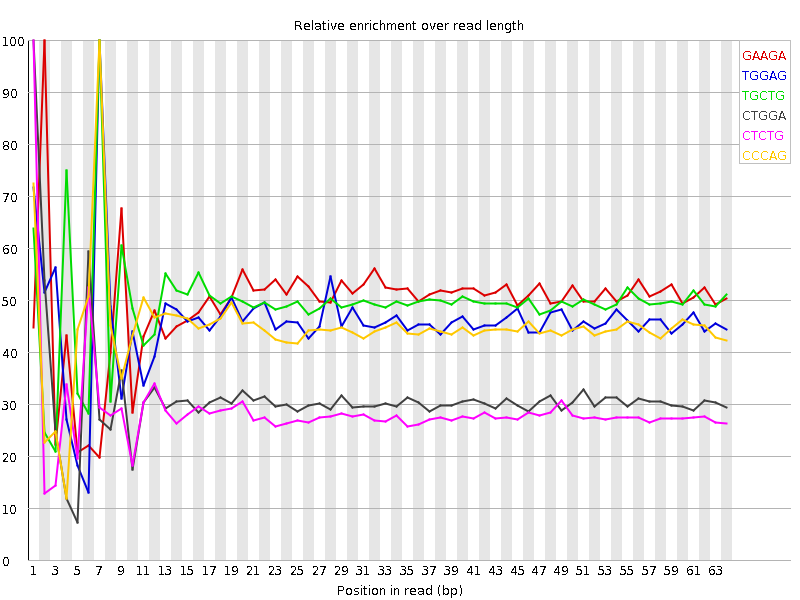 Relative enrichment over read length
100
90
80
70
60
50
40
30
20
10
0
GAAGA
TGGAG
TGCTG
CTGGA
CTCTG
CCCAG
1 3 5 7 9 11 13 15 17 19 21 23 25 27 29 31 33 35 37 39 41 43 45 47 49 51 53 55 57 59 61 63
Position in read (bp)